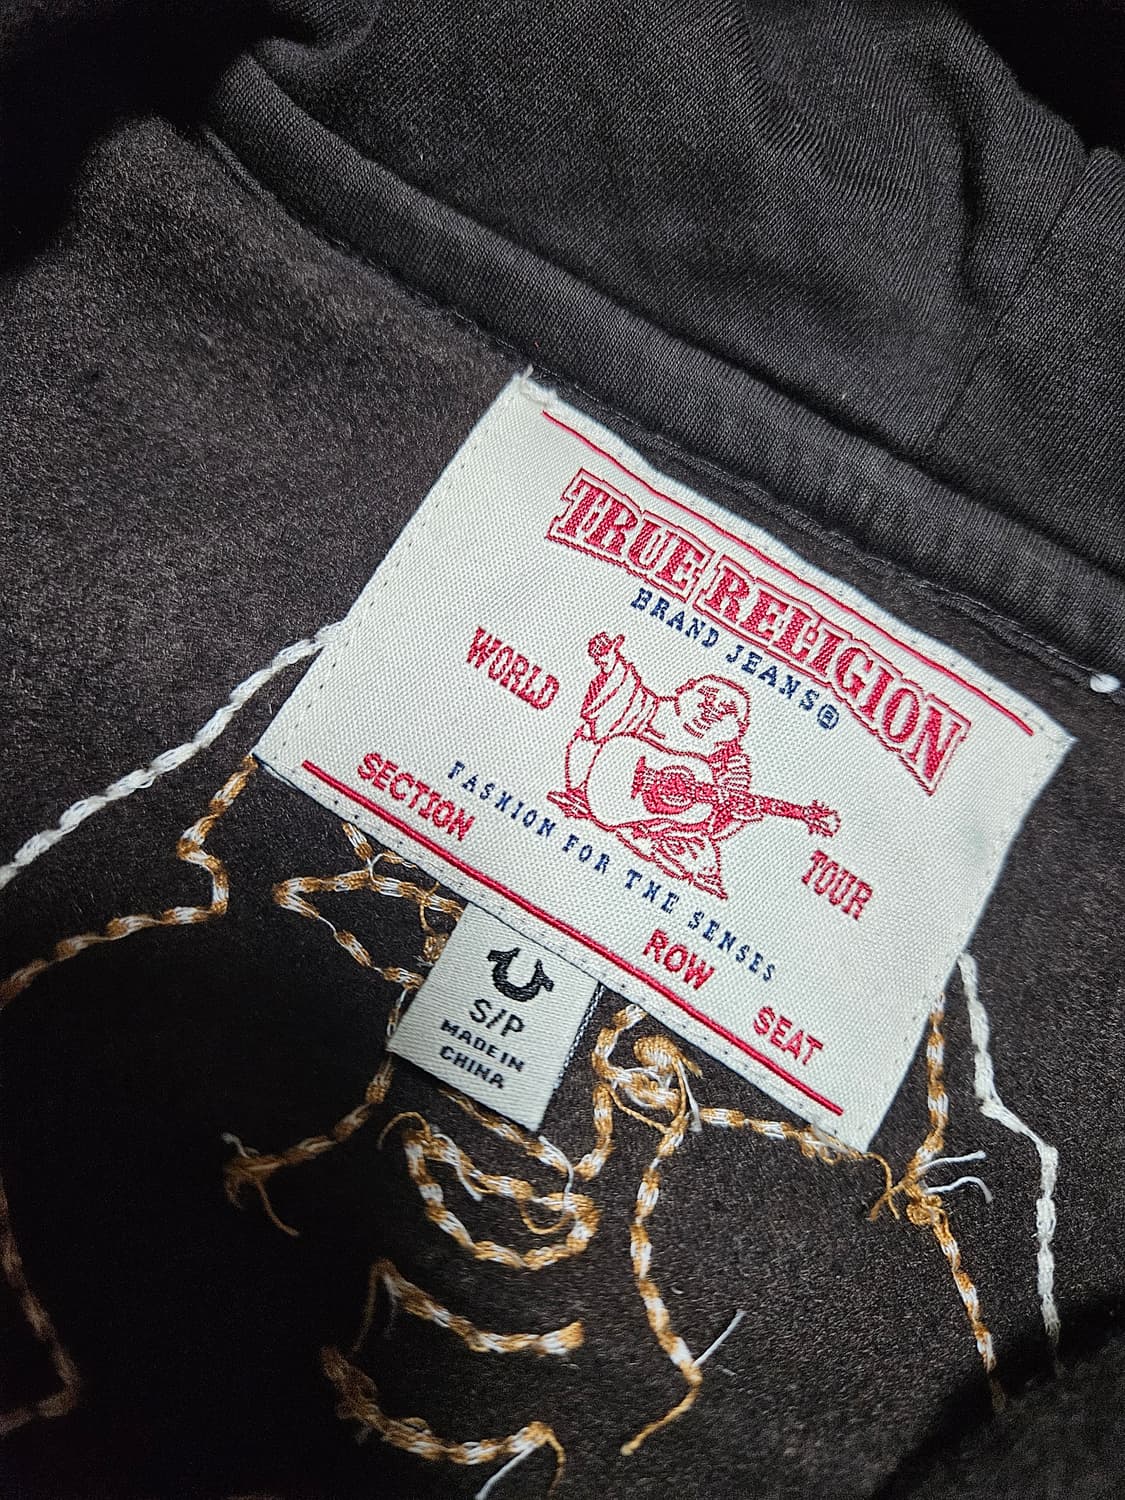 TRUE RELIGION
BRAND JEANS®
WORLD TOUR
FASHION FOR THE SENSES
SECTION ROW SEAT
S/P
MADE IN
CHINA